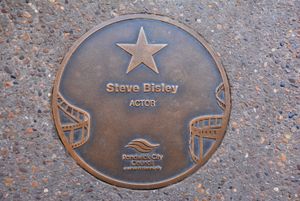 Steve Bisley
ACTOR
Randwick City
Council